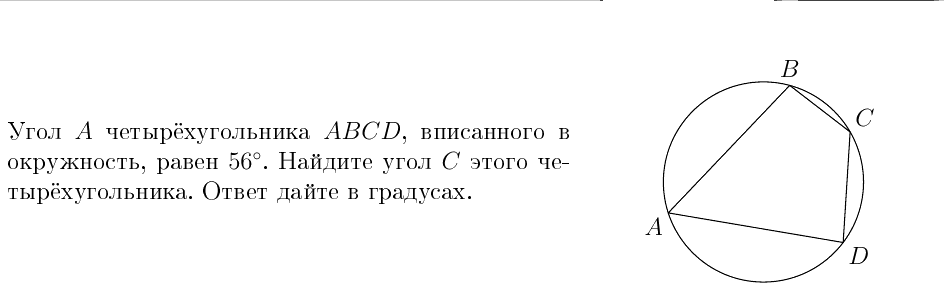 Угол A четырёхугольника ABCD, вписанного в
окружность, равен 56°. Найдите угол C этого че-
тырёхугольника. Ответ дайте в градусах.
B
C
A
D